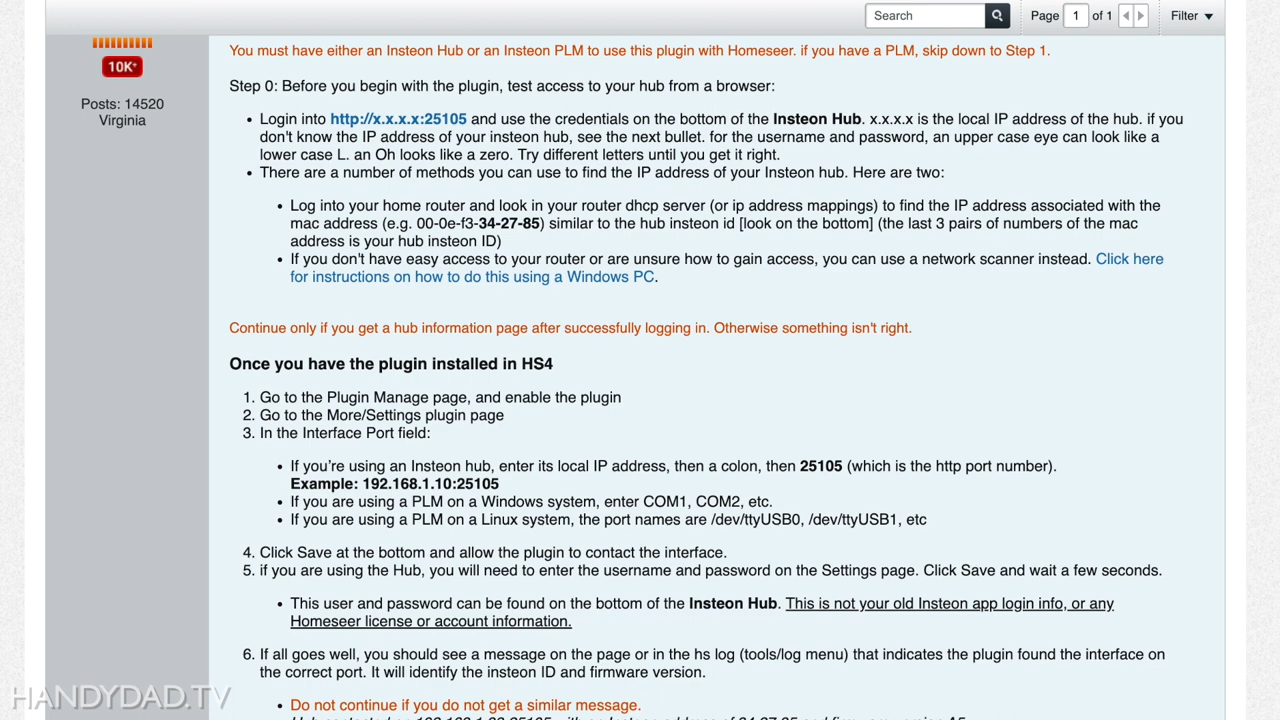 Search Page 1 of 1 Filter
10K+
Posts: 14520
Virginia
You must have either an Insteon Hub or an Insteon PLM to use this plugin with Homeseer. if you have a PLM, skip down to Step 1.
Step 0: Before you begin with the plugin, test access to your hub from a browser:
• Login into http://x.x.x.x:25105 and use the credentials on the bottom of the Insteon Hub. x.x.x.x is the local IP address of the hub. if you
don't know the IP address of your insteon hub, see the next bullet. for the username and password, an upper case eye can look like a
lower case L. an Oh looks like a zero. Try different letters until you get it right.
• There are a number of methods you can use to find the IP address of your Insteon hub. Here are two:
• Log into your home router and look in your router dhcp server (or ip address mappings) to find the IP address associated with the
mac address (e.g. 00-0e-f3-34-27-85) similar to the hub insteon id [look on the bottom] (the last 3 pairs of numbers of the mac
address is your hub insteon ID)
• If you don't have easy access to your router or are unsure how to gain access, you can use a network scanner instead. Click here
for instructions on how to do this using a Windows PC.
Continue only if you get a hub information page after successfully logging in. Otherwise something isn't right.
Once you have the plugin installed in HS4
1. Go to the Plugin Manage page, and enable the plugin
2. Go to the More/Settings plugin page
3. In the Interface Port field:
• If you're using an Insteon hub, enter its local IP address, then a colon, then 25105 (which is the http port number).
Example: 192.168.1.10:25105
• If you are using a PLM on a Windows system, enter COM1, COM2, etc.
• If you are using a PLM on a Linux system, the port names are /dev/ttyUSB0, /dev/ttyUSB1, etc
4. Click Save at the bottom and allow the plugin to contact the interface.
5. if you are using the Hub, you will need to enter the username and password on the Settings page. Click Save and wait a few seconds.
• This user and password can be found on the bottom of the Insteon Hub. This is not your old Insteon app login info, or any
Homeseer license or account information.
6. If all goes well, you should see a message on the page or in the hs log (tools/log menu) that indicates the plugin found the interface on
the correct port. It will identify the insteon ID and firmware version.
• Do not continue if you do not get a similar message.
HANDYDAD.TV